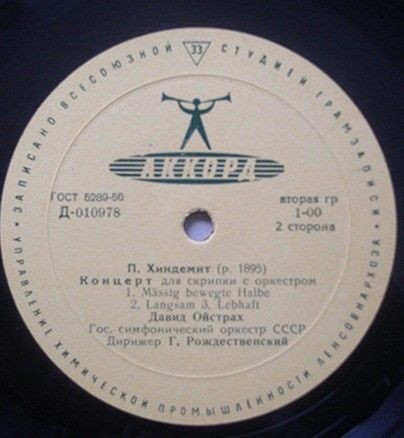 ЗАПИСАНО ВСЕСОЮЗНОЙ СТУДИЕЙ ГРАМЗАПИСИ
33
АККОРД
ГОСТ 5289-56
Д-010978
вторая гр
1-00
2 сторона
П. Хиндемит (р. 1895)
Концерт для скрипки с оркестром
1. Mässig bewegte Halbe
2. Langsam 3. Lebhaft
Давид Ойстрах
Гос. симфонический оркестр СССР
Дирижер Г. Рождественский
УПРАВЛЕНИЕ ХИМИЧЕСКОЙ ПРОМЫШЛЕННОСТИ ЛЕНСОВНАРХОЗА